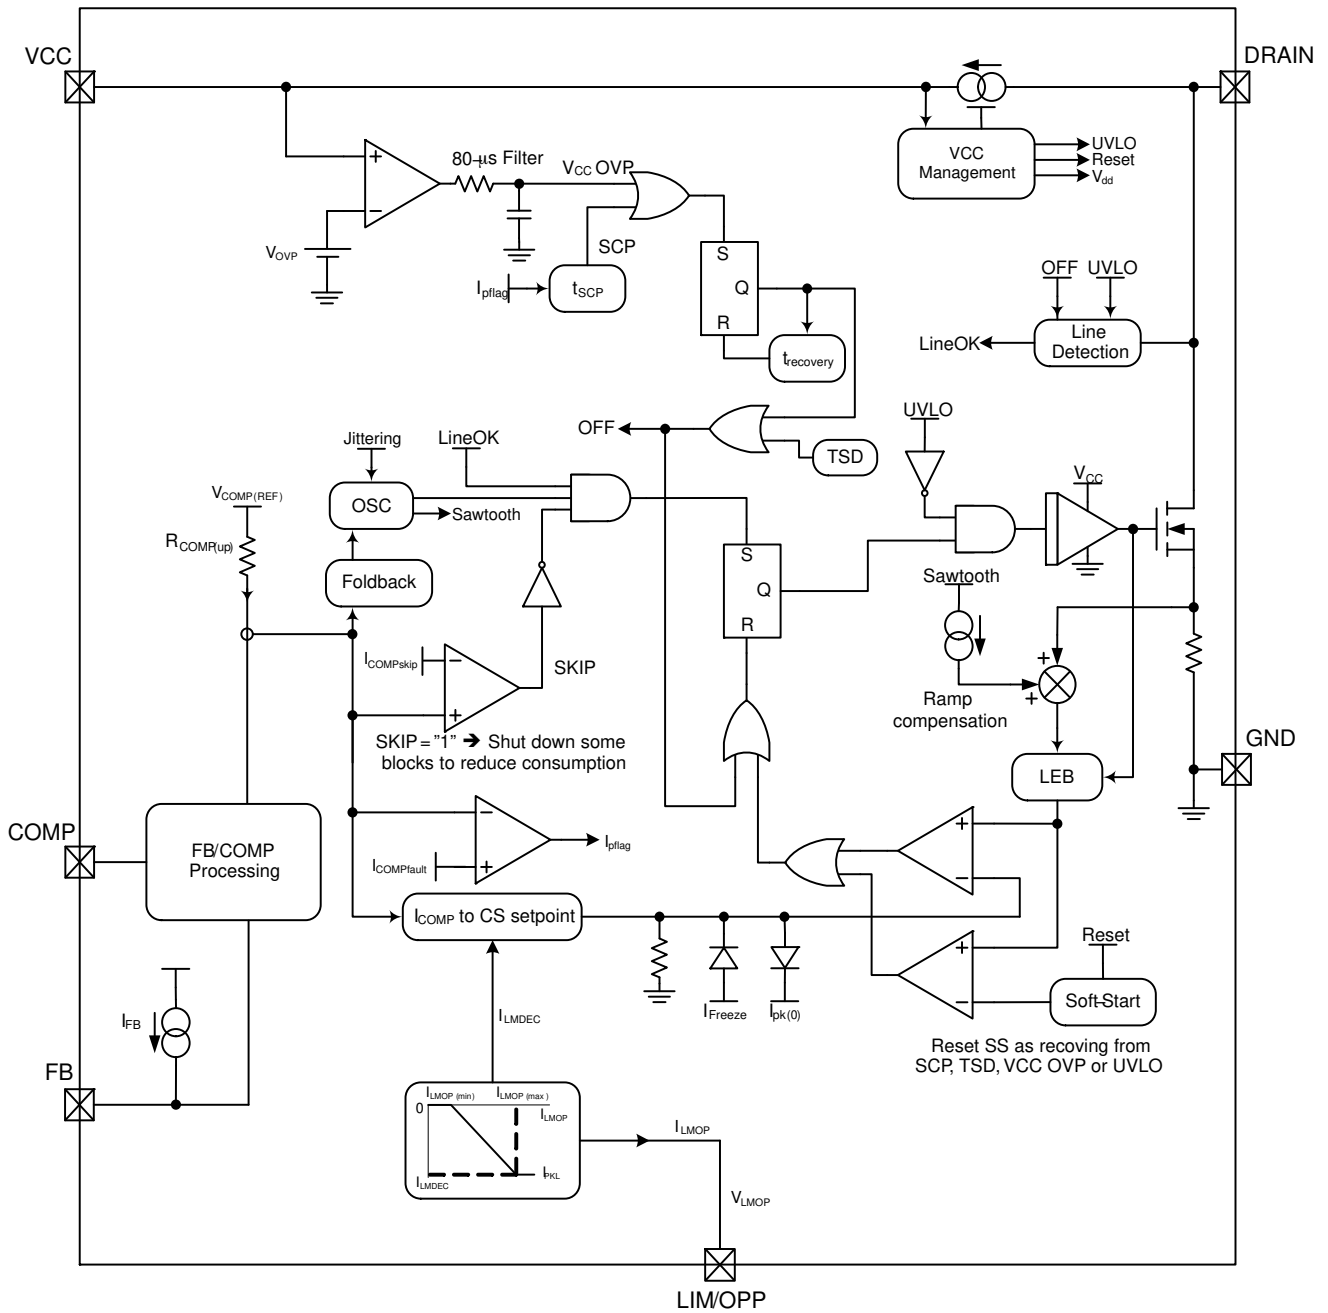 VCC
DRAIN
80-μs Filter
VCC OVP
VCC
Management
UVLO
Reset
Vdd
+
−
VOVP
SCP
Ipflag
tSCP
S
Q
R
trecovery
OFF
UVLO
LineOK
Line
Detection
OFF
TSD
UVLO
Jittering
LineOK
VCOMP(REF)
OSC
Sawtooth
RCOMP(up)
Foldback
VCC
S
Q
R
Sawtooth
ICOMPskip
−
+
SKIP
+
+
Ramp
compensation
SKIP = "1" ➔ Shut down some
blocks to reduce consumption
LEB
GND
COMP
FB/COMP
Processing
−
+
Ipflag
ICOMPfault
+
−
ICOMP to CS setpoint
+
−
Reset
Soft-Start
IFreeze
Ipk(0)
ILMDEC
IFB
Reset SS as recoving from
SCP, TSD, VCC OVP or UVLO
FB
ILMOP (min)
ILMOP (max )
0
ILMOP
IPKL
ILMDEC
ILMOP
VLMOP
LIM/OPP